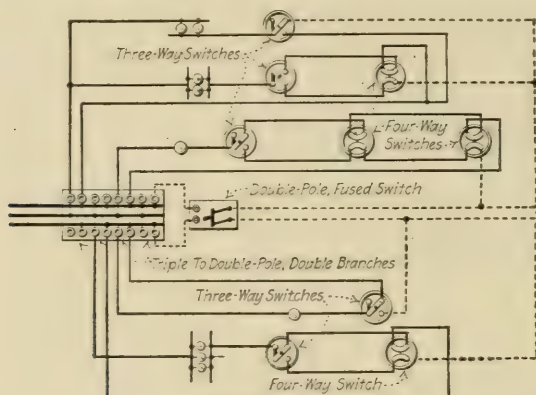 Three-Way Switches
Four-Way
Switches
Double-Pole, Fused Switch
Triple To Double-Pole, Double Branches
Three-Way Switches
Four-Way Switch